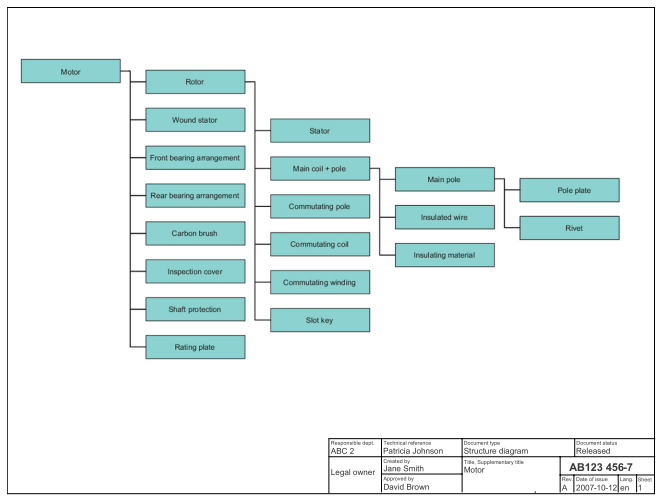 Motor
Rotor
Wound stator
Front bearing arrangement
Rear bearing arrangement
Carbon brush
Inspection cover
Shaft protection
Rating plate
Stator
Main coil + pole
Commutating pole
Commutating coil
Commutating winding
Slot key
Main pole
Insulated wire
Insulating material
Pole plate
Rivet
Responsible dept.
ABC 2
Technical reference
Patricia Johnson
Document type
Structure diagram
Document status
Released
Legal owner
Created by
Jane Smith
Approved by
David Brown
Title, Supplementary title
Motor
AB123 456-7
Rev.
A
Date of issue
2007-10-12
Lang.
en
Sheet
1